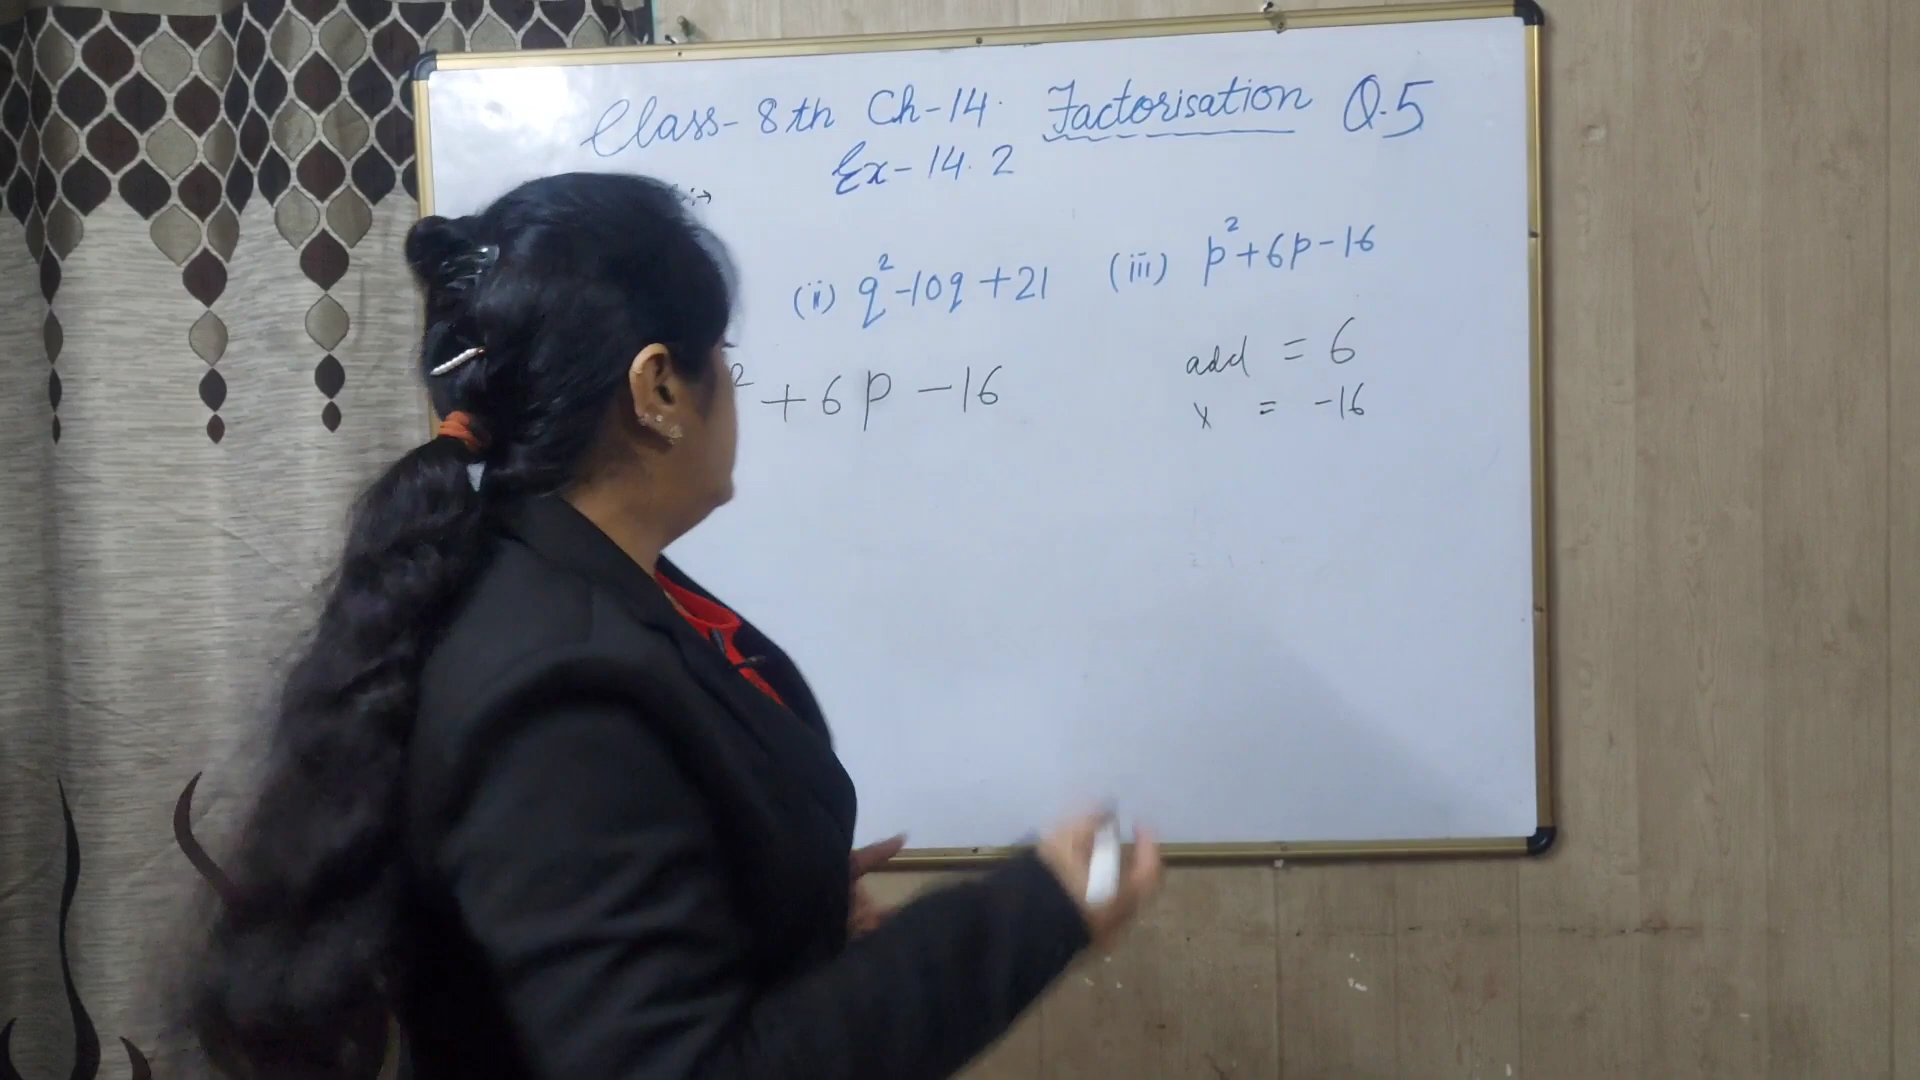 Class- 8th Ch-14. Factorisation Q.5
Ex-14.2
(ii) q²-10q+21 (iii) p²+6p-16
² +6p-16
add = 6
x = -16